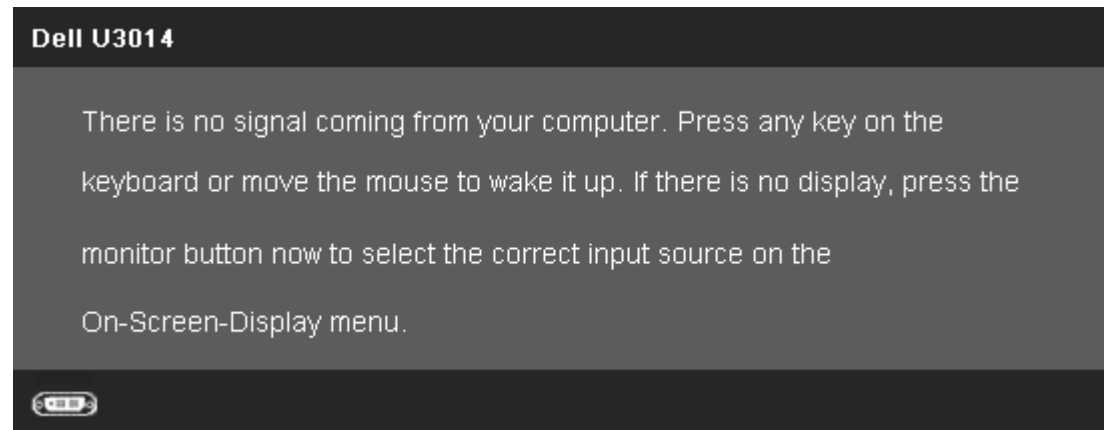 Dell U3014
There is no signal coming from your computer. Press any key on the
keyboard or move the mouse to wake it up. If there is no display, press the
monitor button now to select the correct input source on the
On-Screen-Display menu.